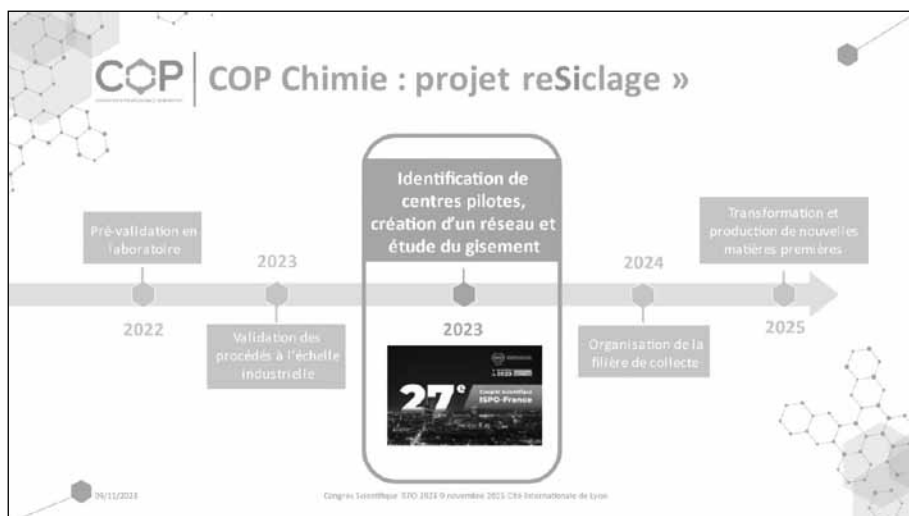 COP
COP Chimie : projet reSiclage »
Identification de
centres pilotes,
création d'un réseau et
étude du gisement
Pré-validation en
laboratoire
2023
2024
Transformation et
production de nouvelles
matières premières
2022
Validation des
procédés à l'échelle
industrielle
2023
27e
Congrès Scientifique
ISPO-France
Organisation de la
filière de collecte
2025
Congrès Scientifique ISPO 2023 9 novembre 2023 Cité Internationale de Lyon